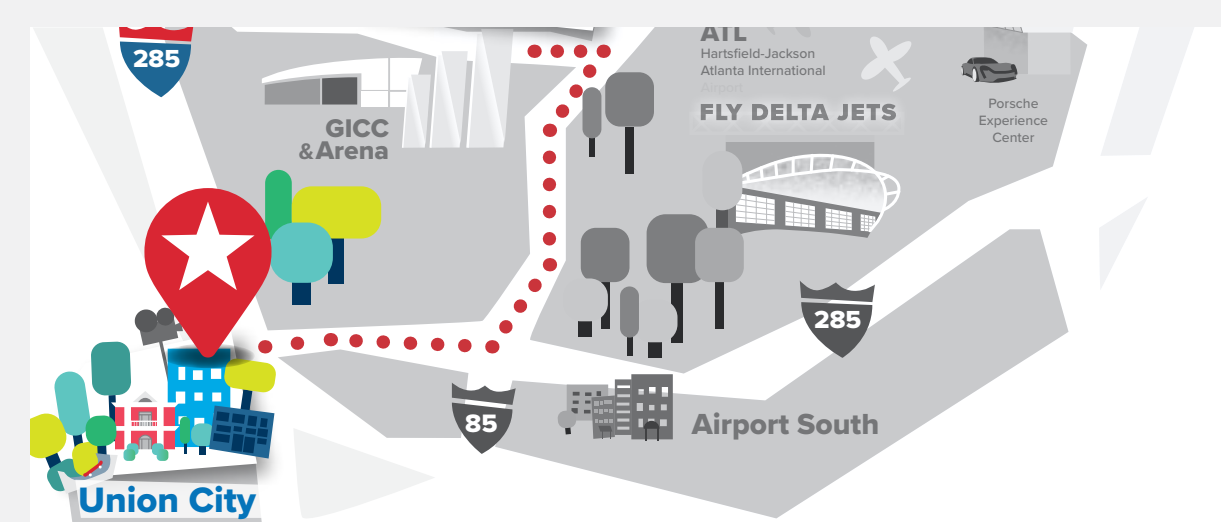 285
ATL
Hartsfield-Jackson
Atlanta International
Airport
FLY DELTA JETS
Porsche
Experience
Center
GICC
&Arena
285
85
Airport South
Union City